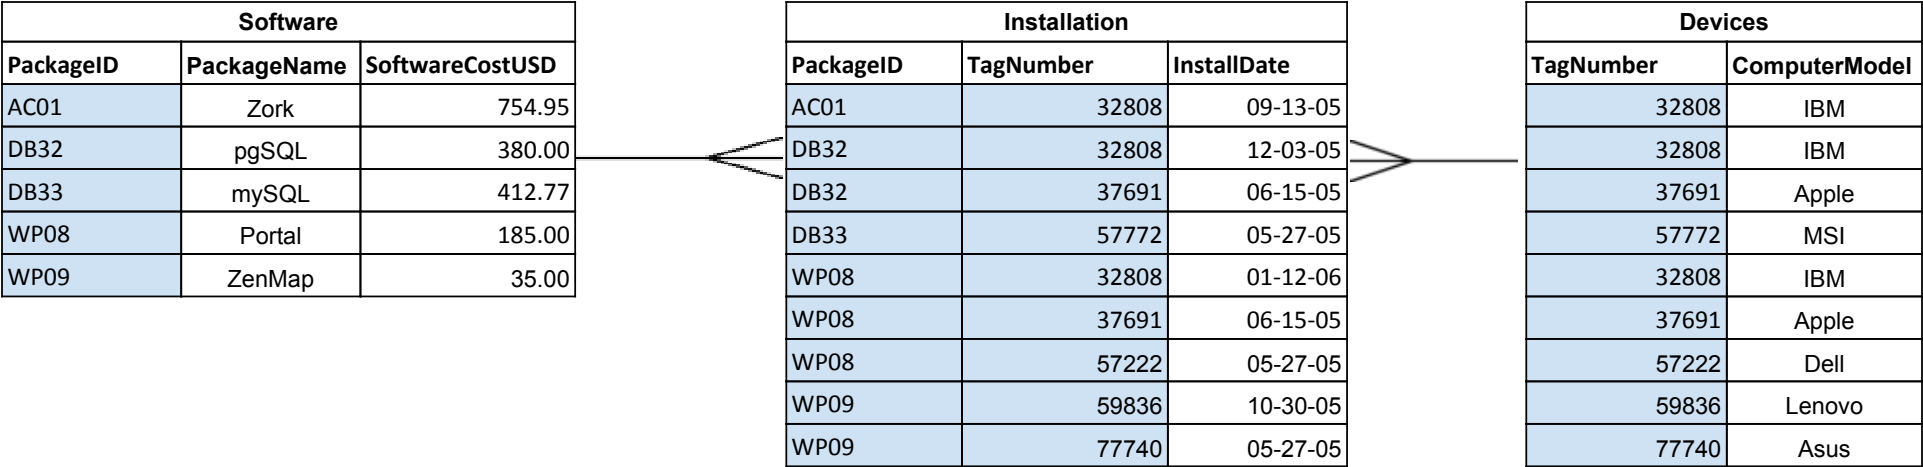 Software
PackageID PackageName SoftwareCostUSD
AC01 Zork 754.95
DB32 pgSQL 380.00
DB33 mySQL 412.77
WP08 Portal 185.00
WP09 ZenMap 35.00
Installation
PackageID TagNumber InstallDate
AC01 32808 09-13-05
DB32 32808 12-03-05
DB32 37691 06-15-05
DB33 57772 05-27-05
WP08 32808 01-12-06
WP08 37691 06-15-05
WP08 57222 05-27-05
WP09 59836 10-30-05
WP09 77740 05-27-05
Devices
TagNumber ComputerModel
32808 IBM
32808 IBM
37691 Apple
57772 MSI
32808 IBM
37691 Apple
57222 Dell
59836 Lenovo
77740 Asus